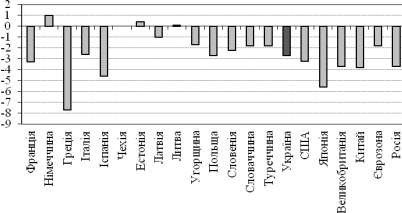 2
1
0
-1
-2
-3
-4
-5
-6
-7
-8
-9
Франція
Німеччина
Греція
Італія
Іспанія
Чехія
Естонія
Латвія
Литва
Угорщина
Польща
Словенія
Словаччина
Туреччина
Україна
США
Японія
Великобританія
Китай
Єврозона
Росія